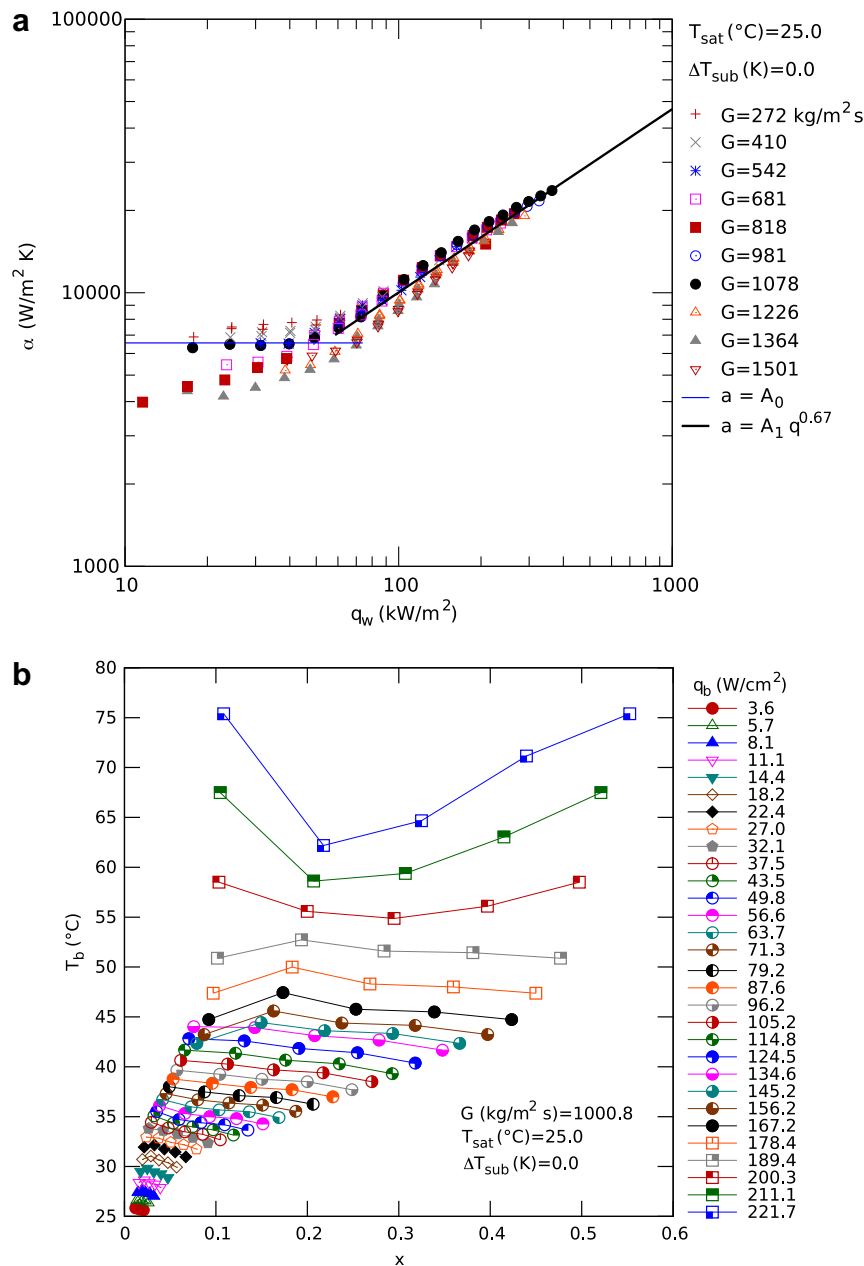 a
100000
10000
1000
10
100
1000
α (W/m² K)
q_w (kW/m²)
T_sat (°C)=25.0
ΔT_sub (K)=0.0
G=272 kg/m² s
G=410
G=542
G=681
G=818
G=981
G=1078
G=1226
G=1364
G=1501
a = A₀
a = A₁ q^0.67
b
80
75
70
65
60
55
50
45
40
35
30
25
0
0.1
0.2
0.3
0.4
0.5
0.6
T_b (°C)
x
G (kg/m² s)=1000.8
T_sat (°C)=25.0
ΔT_sub (K)=0.0
q_b (W/cm²)
3.6
5.7
8.1
11.1
14.4
18.2
22.4
27.0
32.1
37.5
43.5
49.8
56.6
63.7
71.3
79.2
87.6
96.2
105.2
114.8
124.5
134.6
145.2
156.2
167.2
178.4
189.4
200.3
211.1
221.7